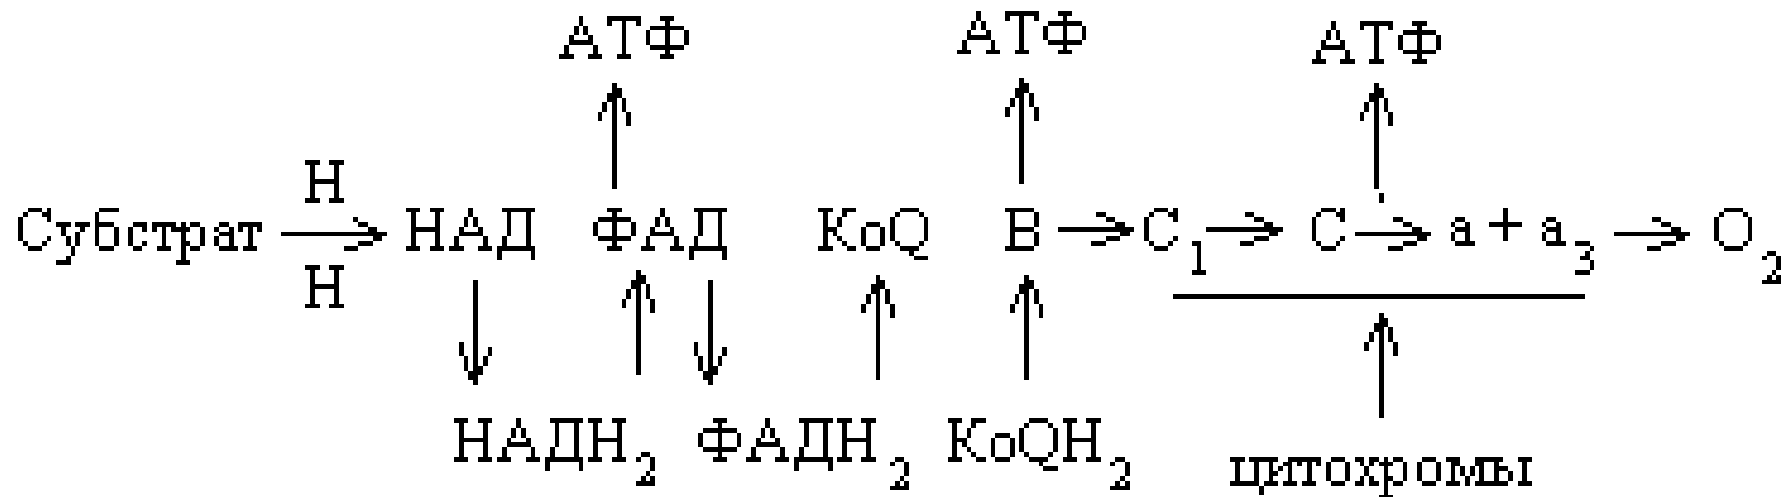 АТФ АТФ АТФ
Н
Субстрат НАД ФАД КоQ В С₁ С а + а₃ О₂
Н
НАДН₂ ФАДН₂ КоQН₂ цитохромы